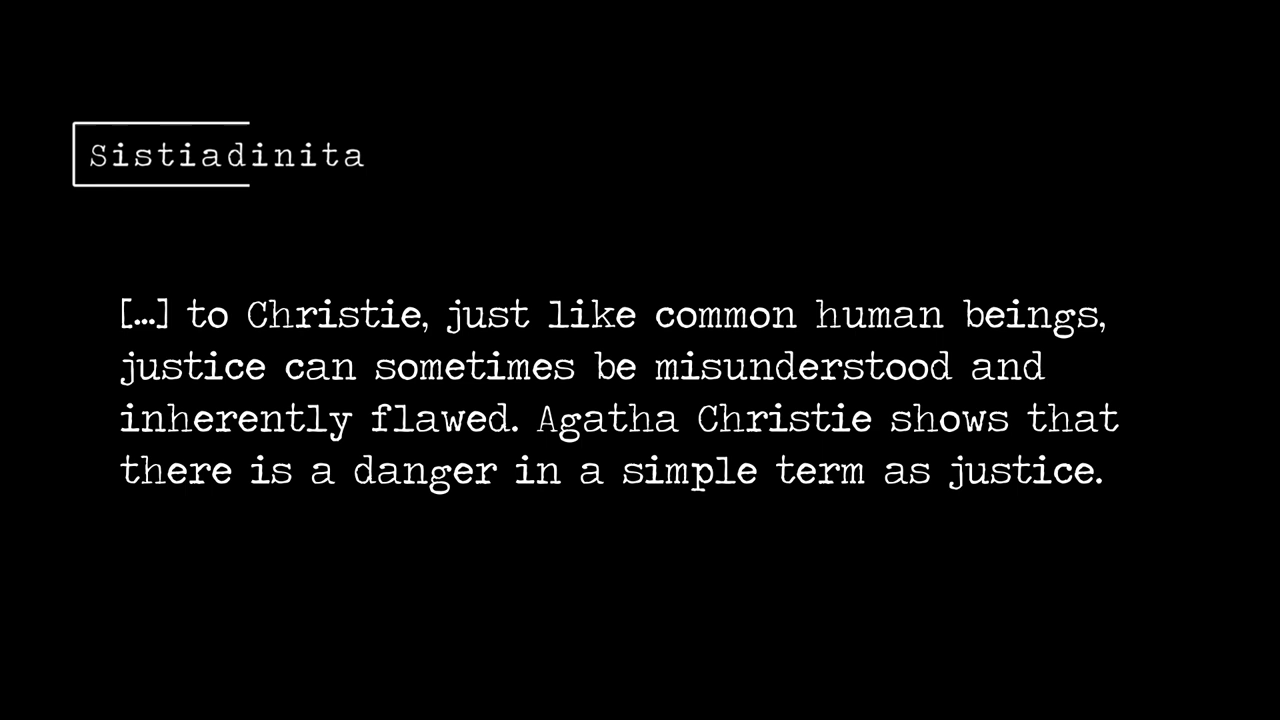 Sistiadinita
[...] to Christie, just like common human beings,
justice can sometimes be misunderstood and
inherently flawed. Agatha Christie shows that
there is a danger in a simple term as justice.